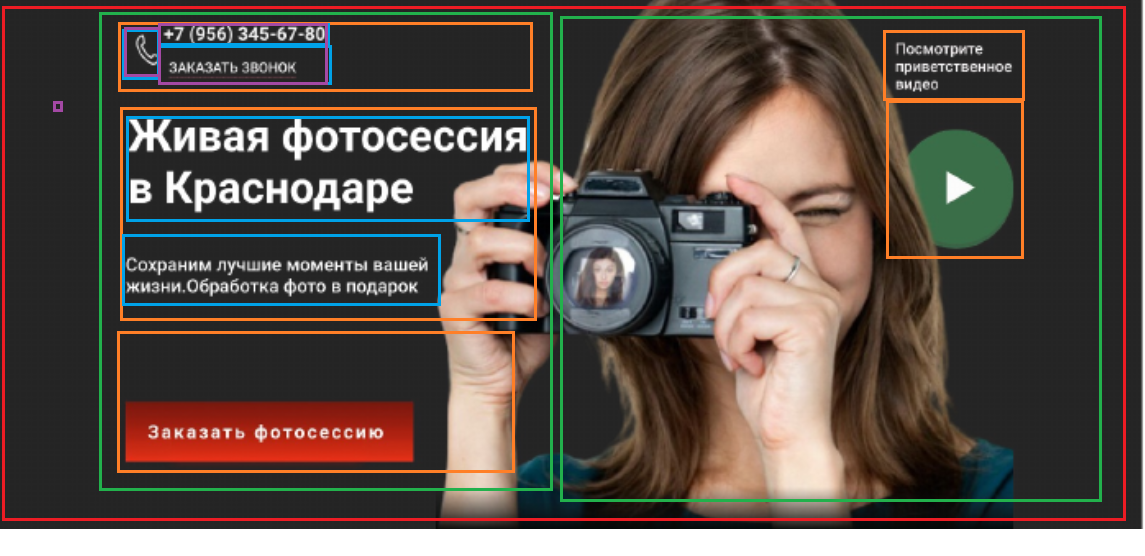 +7 (956) 345-67-80
ЗАКАЗАТЬ ЗВОНОК
Живая фотосессия
в Краснодаре
Сохраним лучшие моменты вашей
жизни.Обработка фото в подарок
Заказать фотосессию
Посмотрите
приветственное
видео